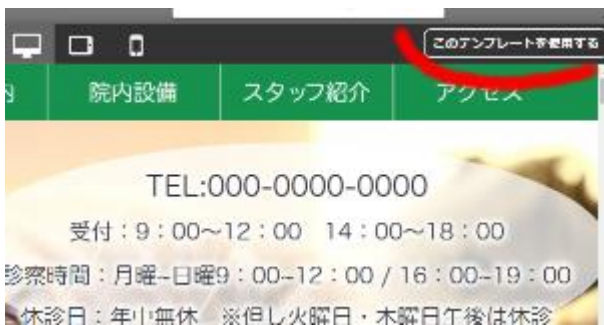 このテンプレートを使用する
院内設備 スタッフ紹介 アクセス
TEL:000-0000-0000
受付：9：00～12：00 14：00～18：00
診察時間：月曜–日曜9：00–12：00 / 16：00–19：00
休診日：年中無休 ※但し火曜日・木曜日午後は休診